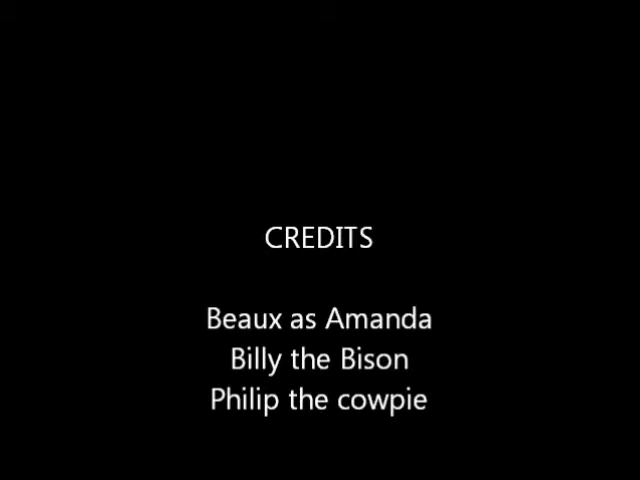 CREDITS
Beaux as Amanda
Billy the Bison
Philip the cowpie